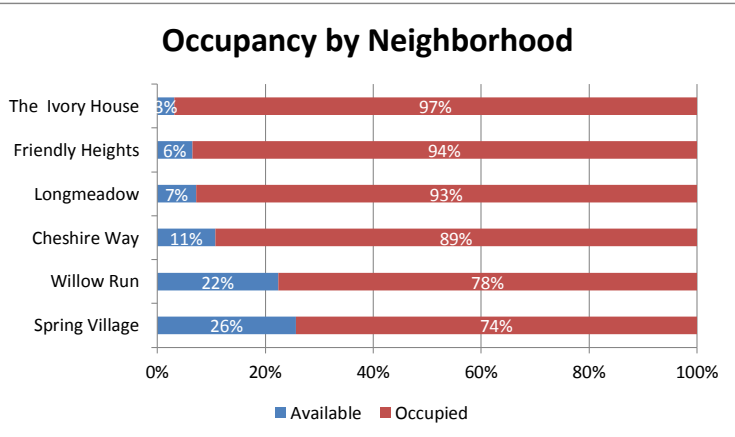 Occupancy by Neighborhood
The Ivory House 3% 97%
Friendly Heights 6% 94%
Longmeadow 7% 93%
Cheshire Way 11% 89%
Willow Run 22% 78%
Spring Village 26% 74%
0% 20% 40% 60% 80% 100%
Available Occupied